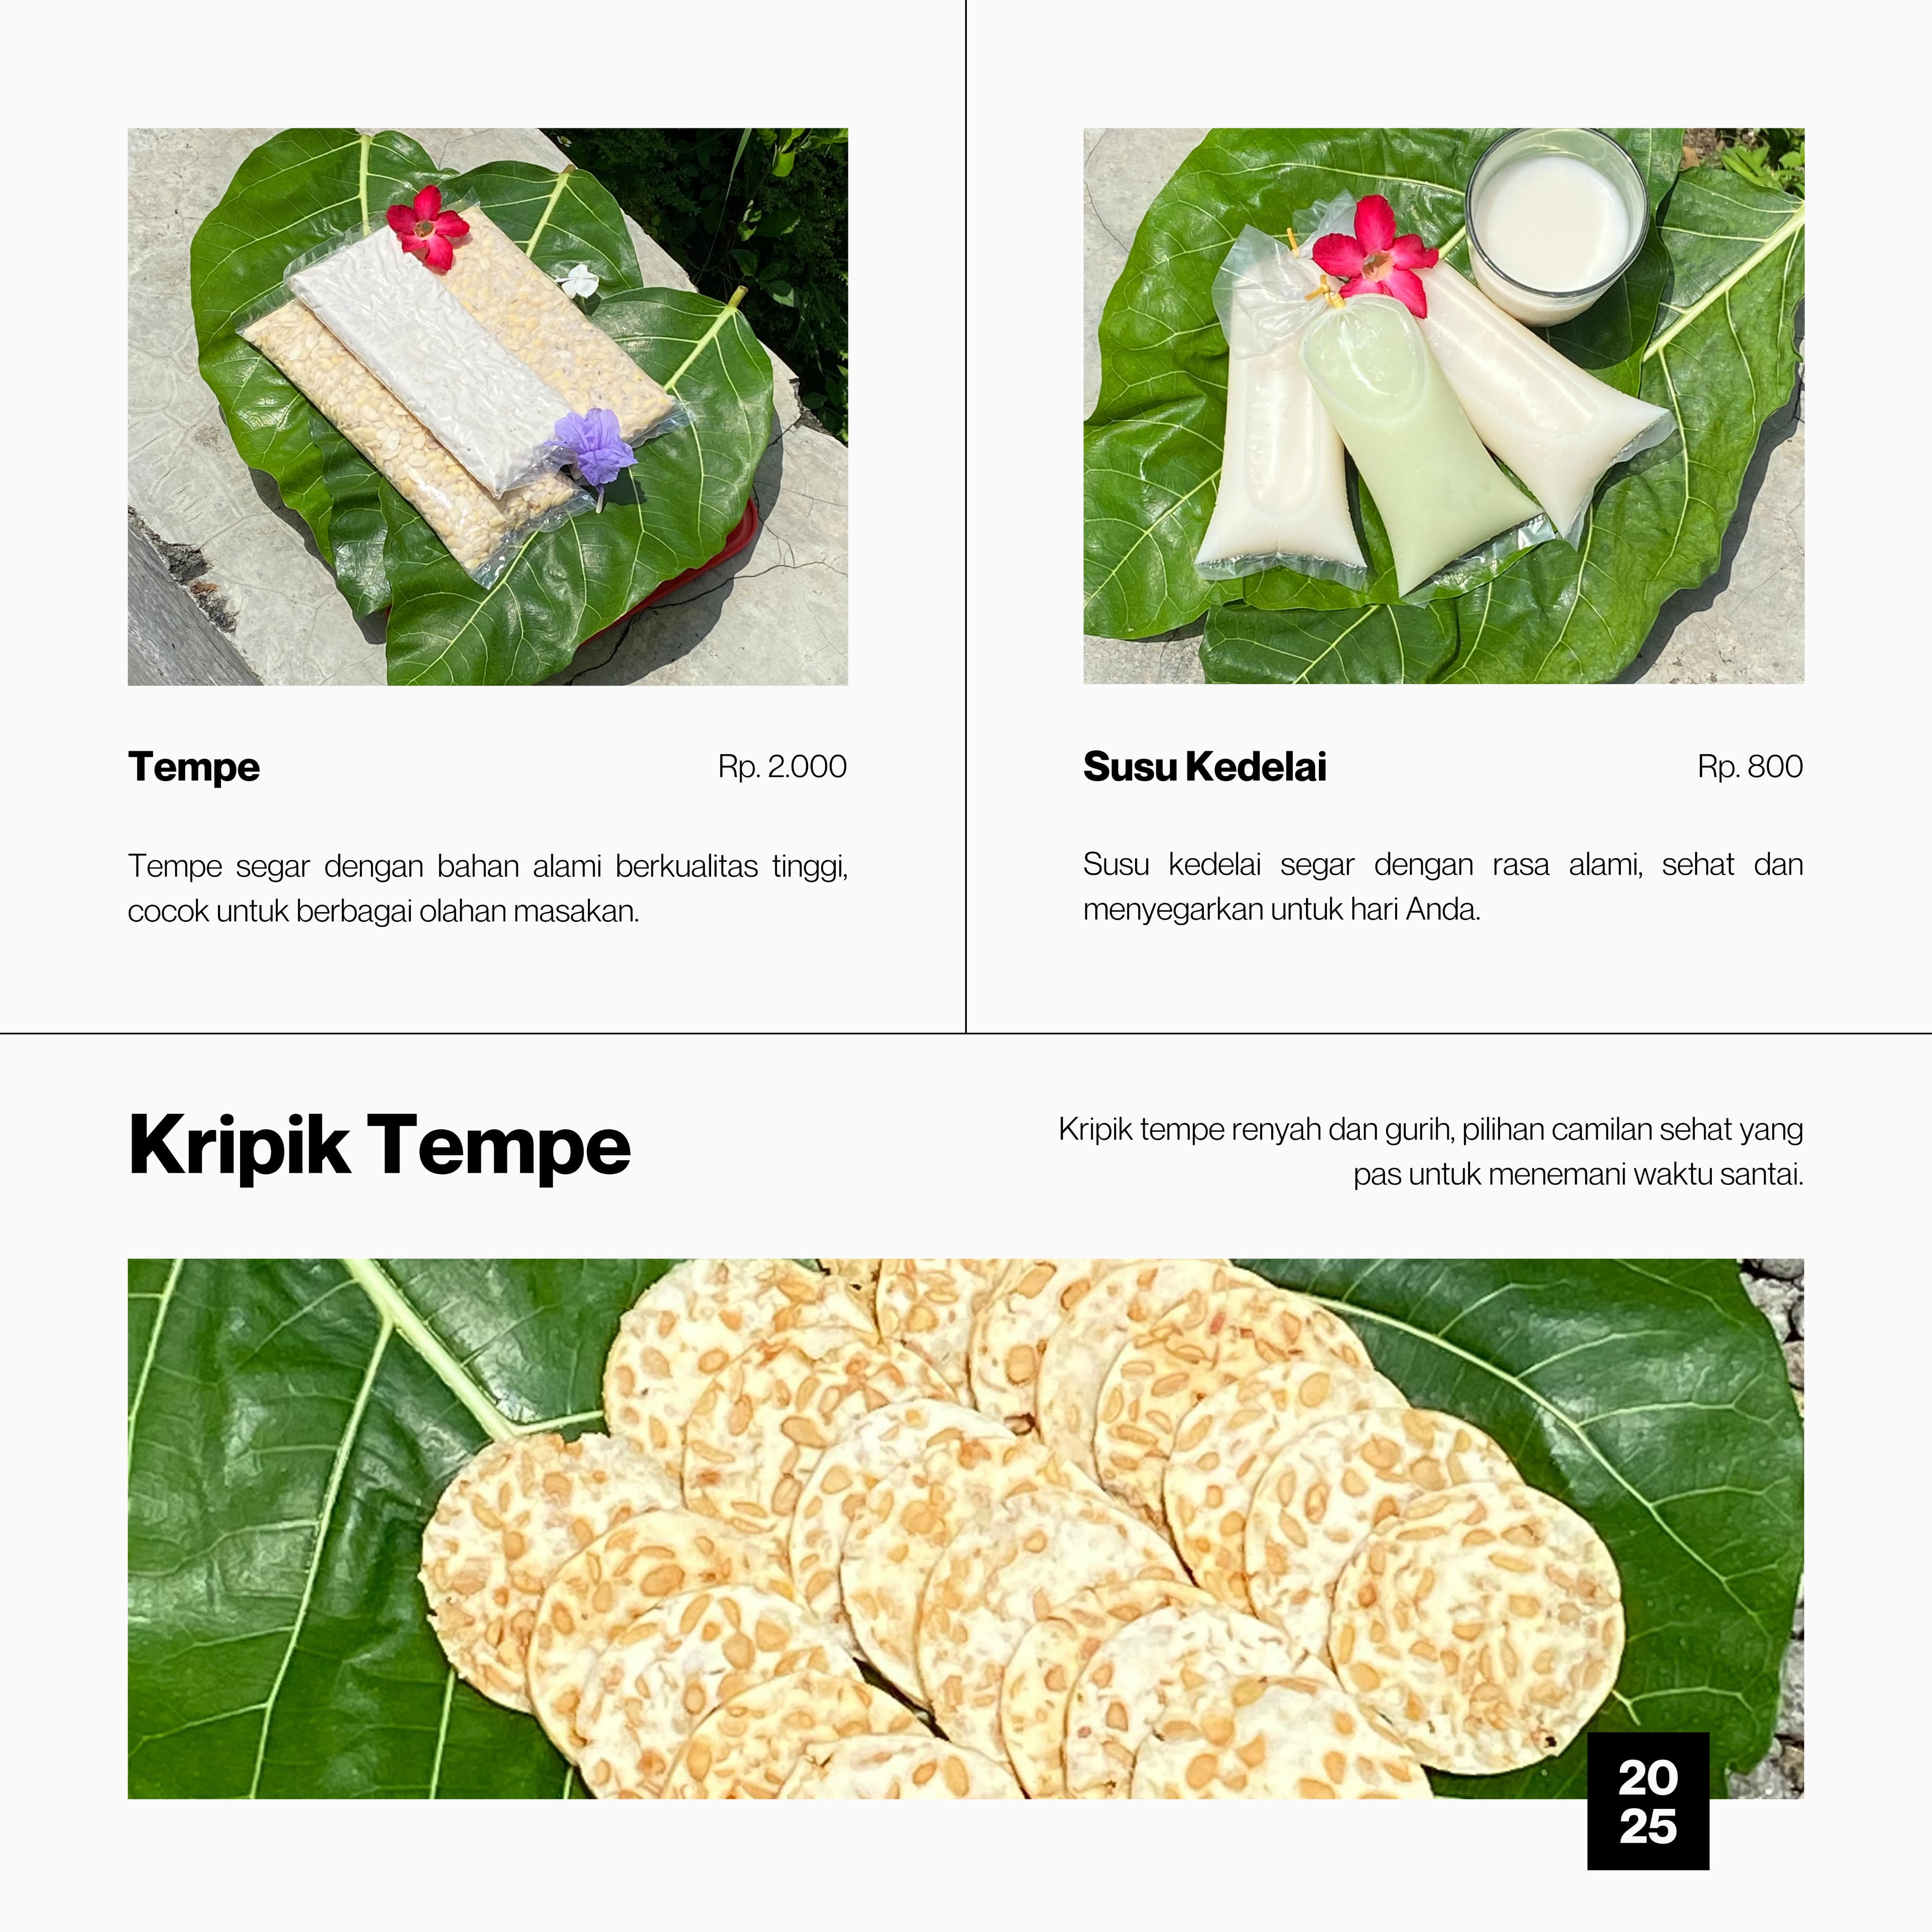 Tempe
Rp. 2.000
Tempe segar dengan bahan alami berkualitas tinggi,
cocok untuk berbagai olahan masakan.
Susu Kedelai
Rp. 800
Susu kedelai segar dengan rasa alami, sehat dan
menyegarkan untuk hari Anda.
Kripik Tempe
Kripik tempe renyah dan gurih, pilihan camilan sehat yang
pas untuk menemani waktu santai.
20
25